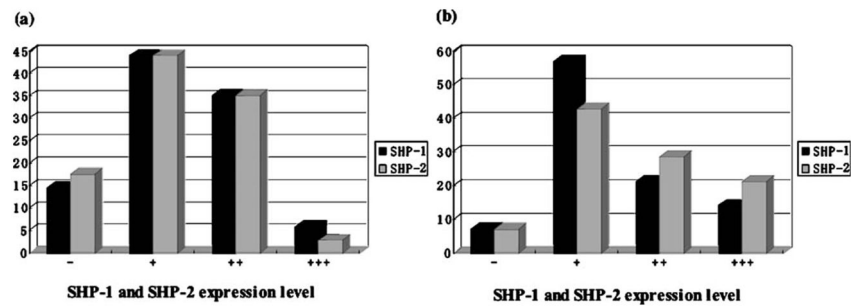 (a)
45
40
35
30
25
20
15
10
5
0
- + ++ +++
SHP-1
SHP-2
SHP-1 and SHP-2 expression level
(b)
60
50
40
30
20
10
0
- + ++ +++
SHP-1
SHP-2
SHP-1 and SHP-2 expression level